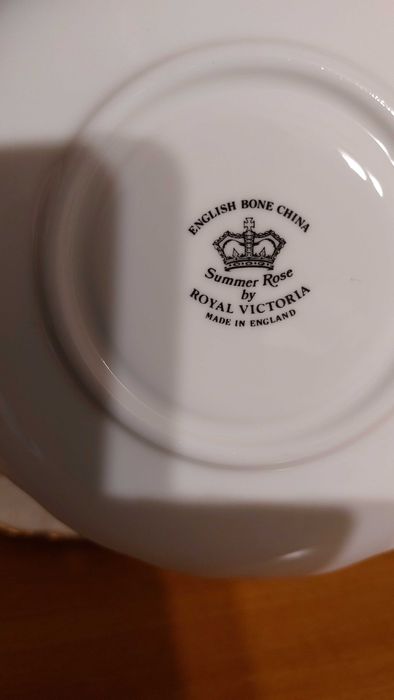 ENGLISH BONE CHINA
Summer Rose
by
ROYAL VICTORIA
MADE IN ENGLAND